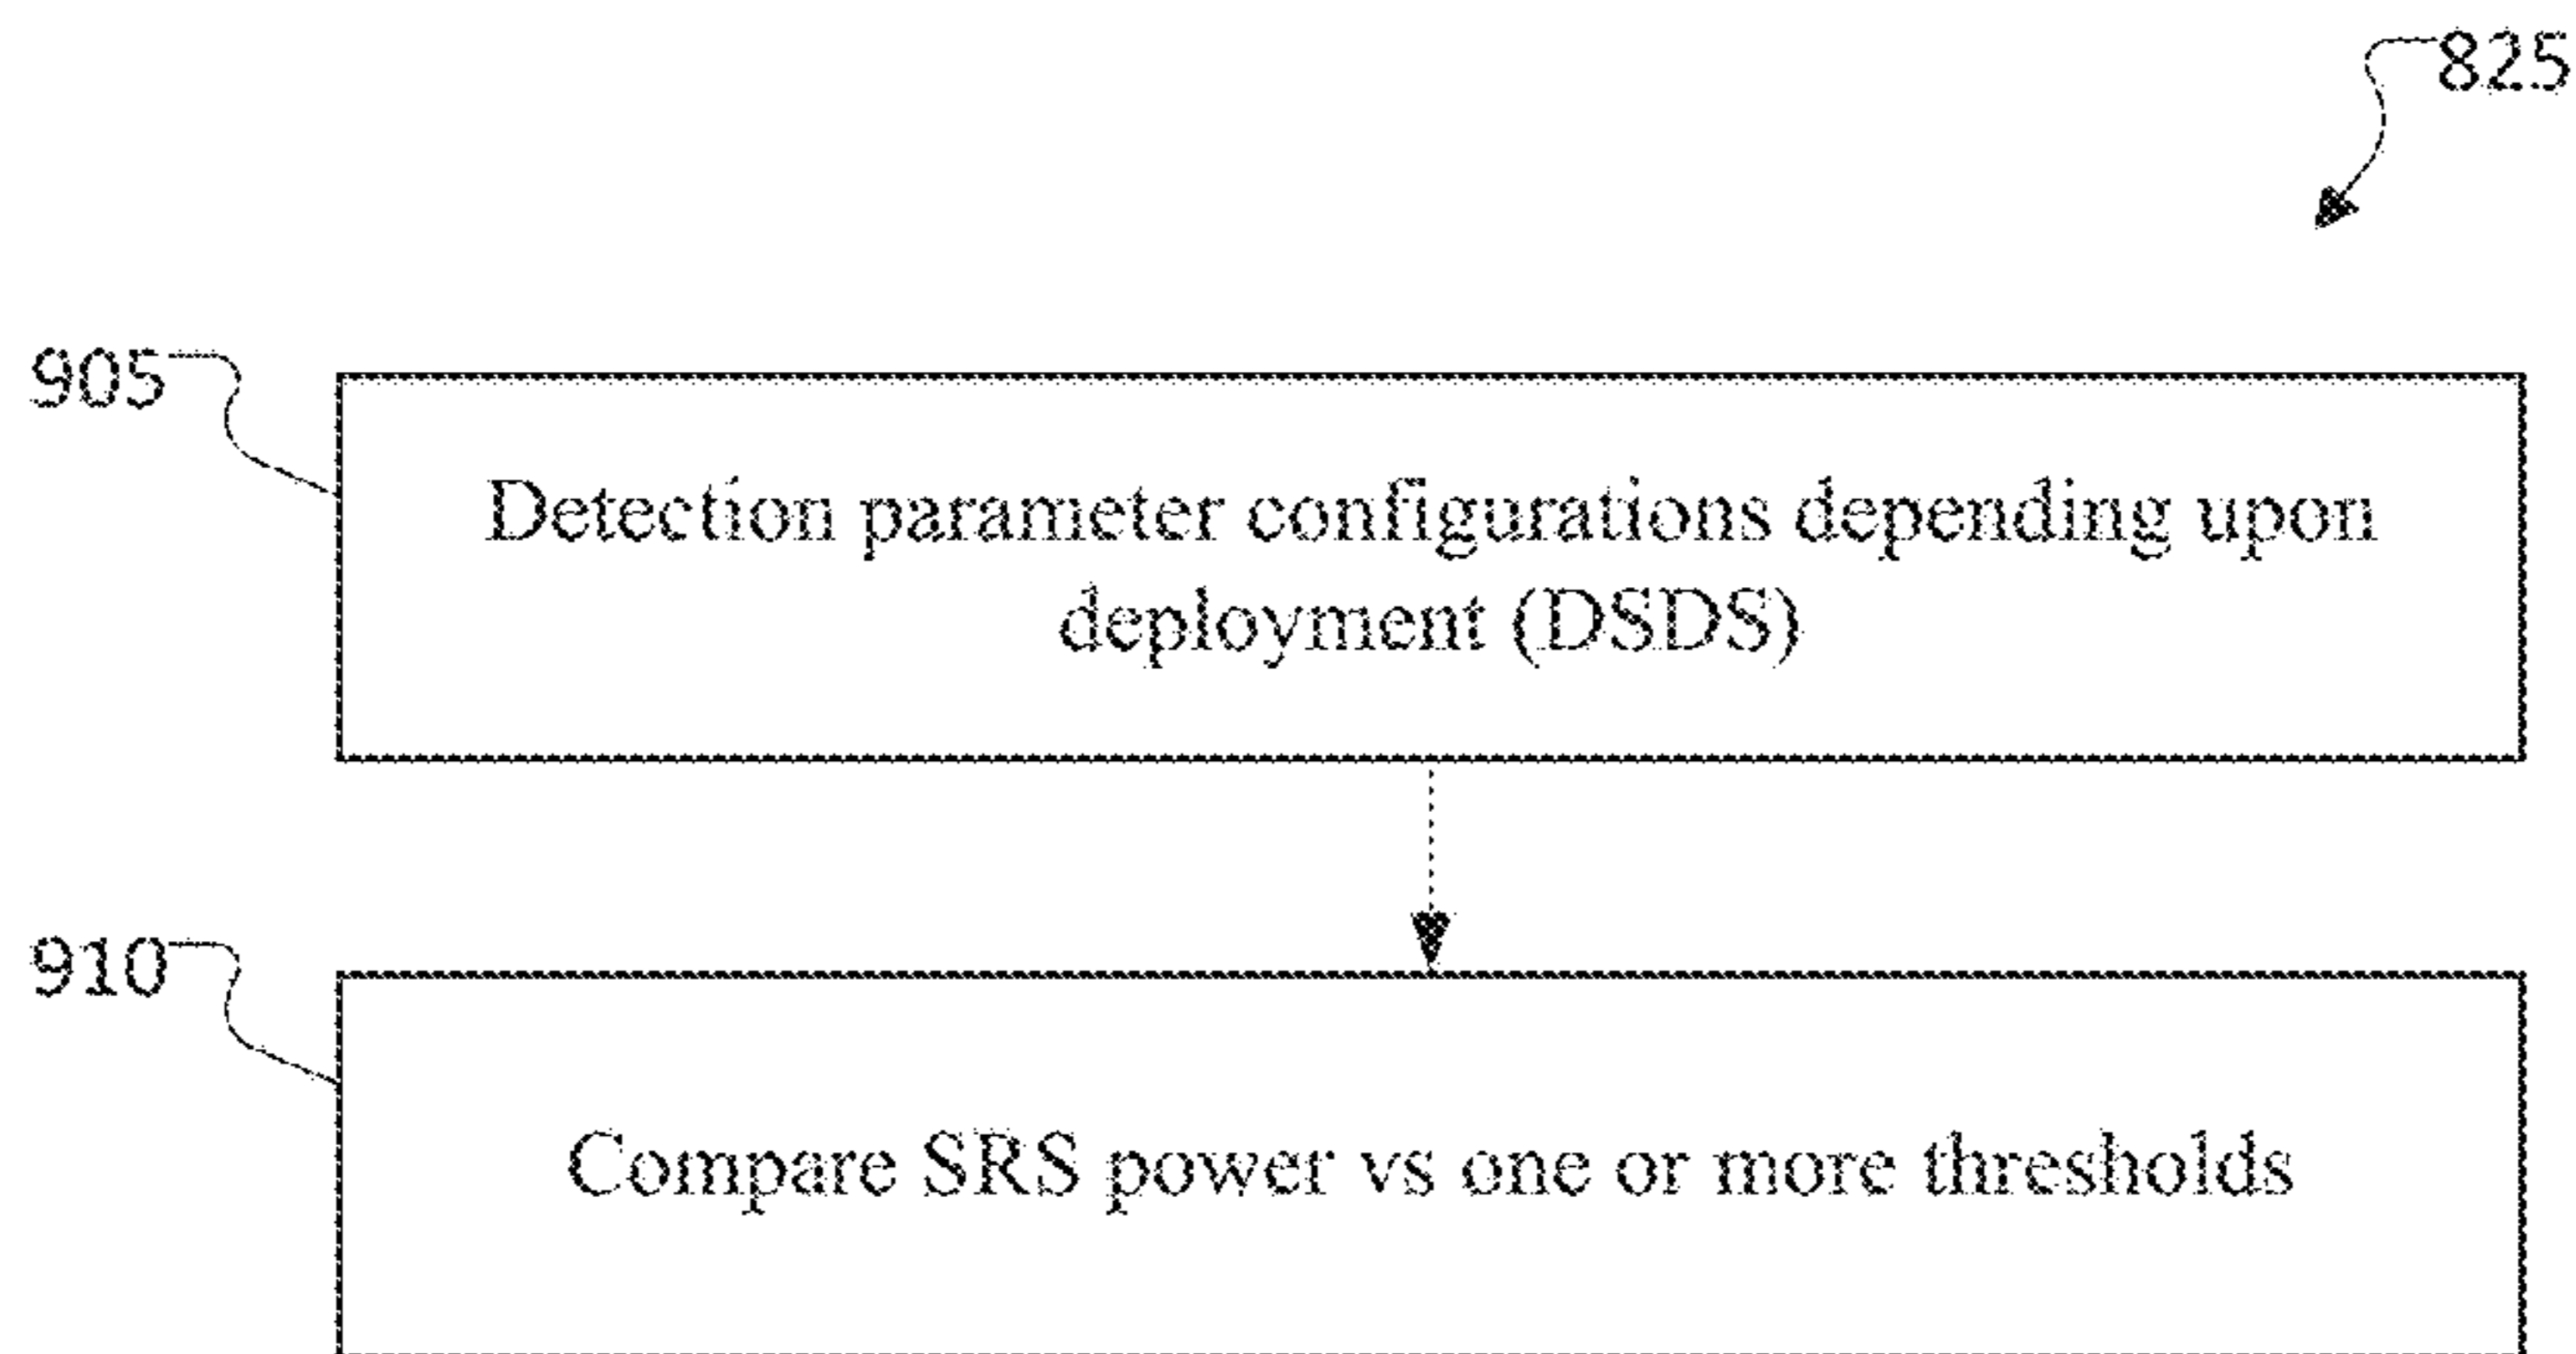 825
905
Detection parameter configurations depending upon
deployment (DSDS)
910
Compare SRS power vs one or more thresholds